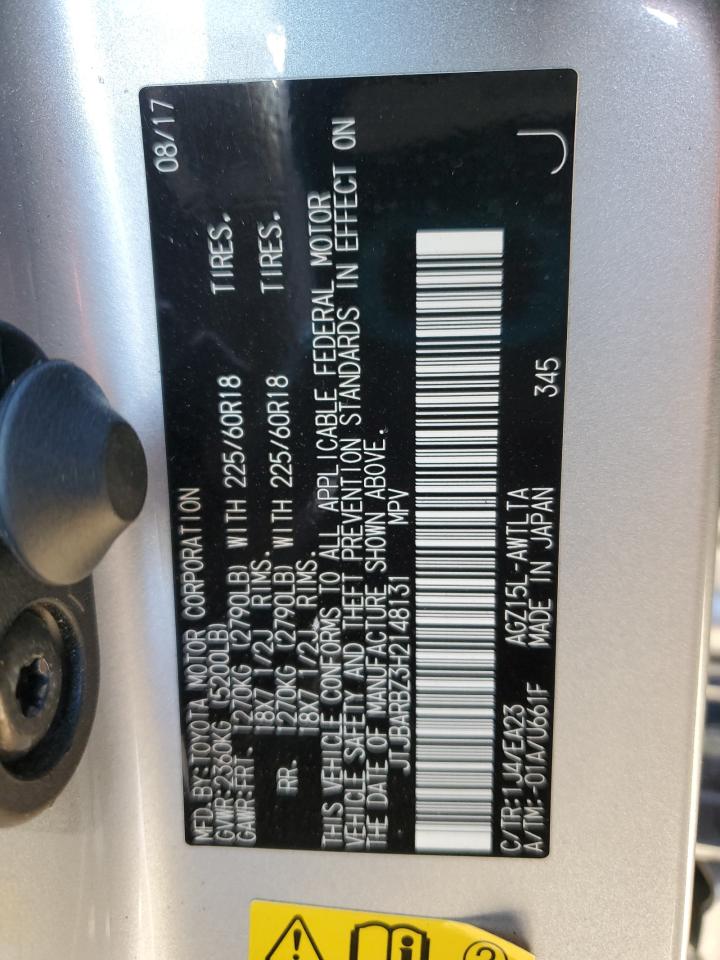 MFD. BY: TOYOTA MOTOR CORPORATION 08/17
GVWR: 2360KG (5200LB)
GAWR: FRT. 1270KG (2790LB) WITH 225/60R18 TIRES.
18X7 1/2J RIMS.
RR. 1270KG (2790LB) WITH 225/60R18 TIRES.
18X7 1/2J RIMS.
THIS VEHICLE CONFORMS TO ALL APPLICABLE FEDERAL MOTOR
VEHICLE SAFETY AND THEFT PREVENTION STANDARDS IN EFFECT ON
THE DATE OF MANUFACTURE SHOWN ABOVE.
JTJBARBZ3H2148131 MPV
C/TR: 1J4/EA23 AGZ15L-AWTLTA 345 J
A/TM: -01A/U661F MADE IN JAPAN